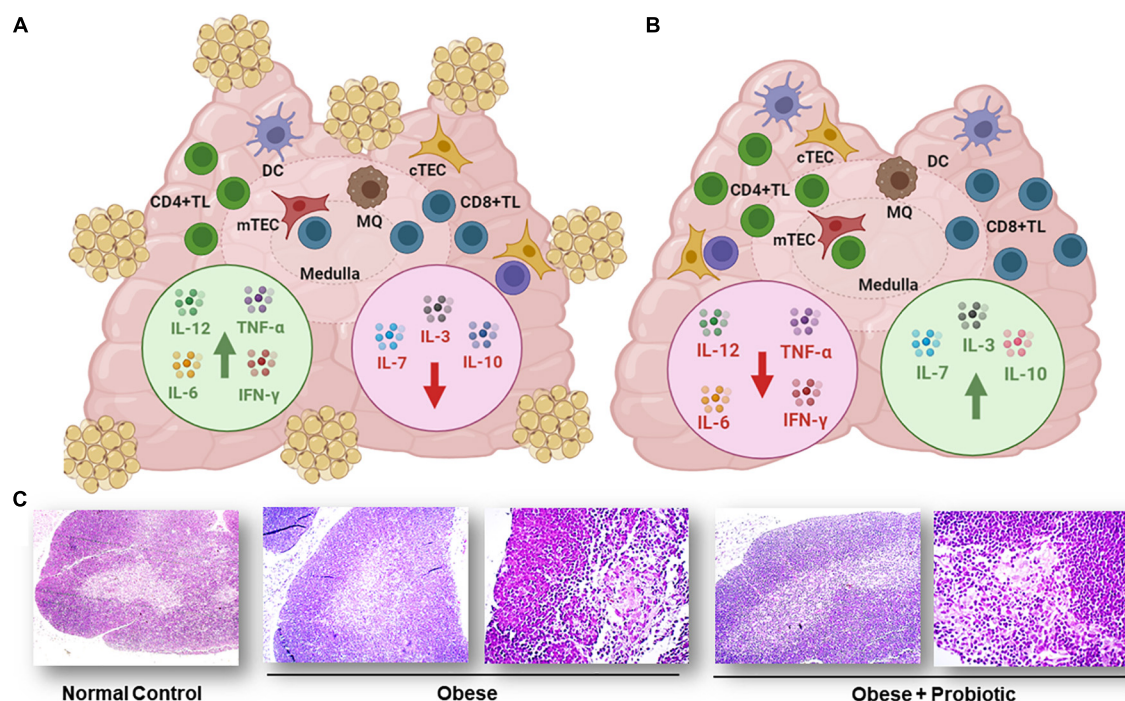 A
DC
cTEC
CD4+TL
mTEC
MQ
CD8+TL
Medulla
IL-12
TNF-α
IL-6
IFN-γ
IL-3
IL-7
IL-10
B
cTEC
DC
CD4+TL
MQ
mTEC
CD8+TL
Medulla
IL-12
TNF-α
IL-6
IFN-γ
IL-3
IL-7
IL-10
C
Normal Control
Obese
Obese + Probiotic